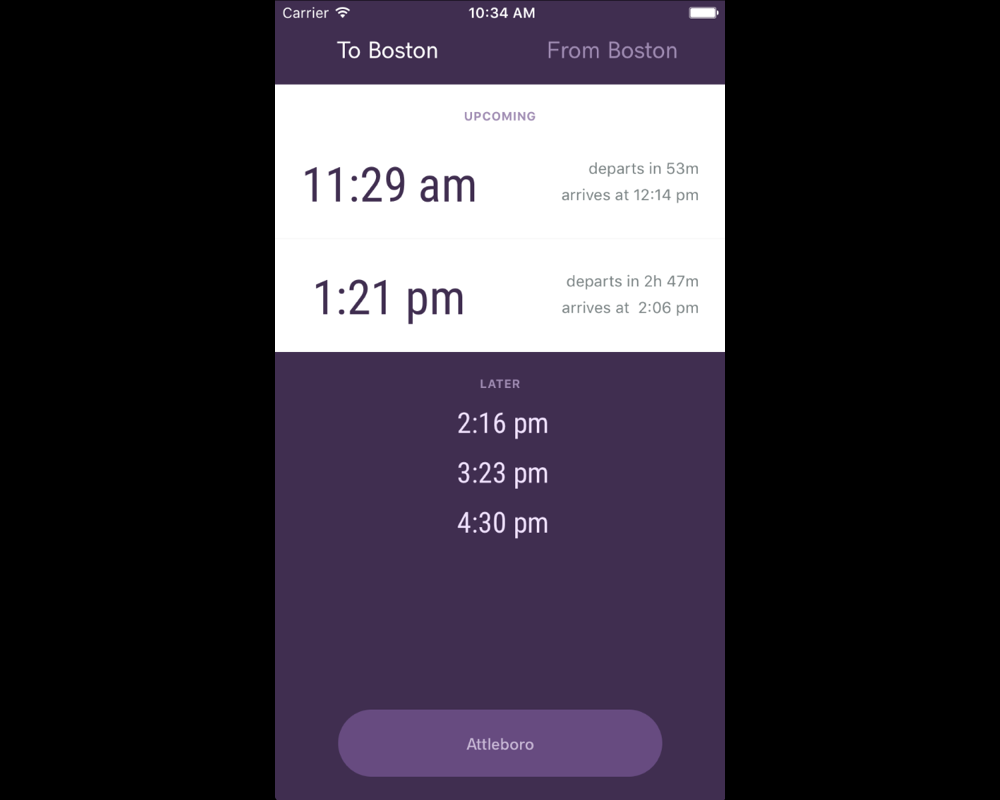 Carrier 10:34 AM
To Boston From Boston
UPCOMING
11:29 am
departs in 53m
arrives at 12:14 pm
1:21 pm
departs in 2h 47m
arrives at 2:06 pm
LATER
2:16 pm
3:23 pm
4:30 pm
Attleboro